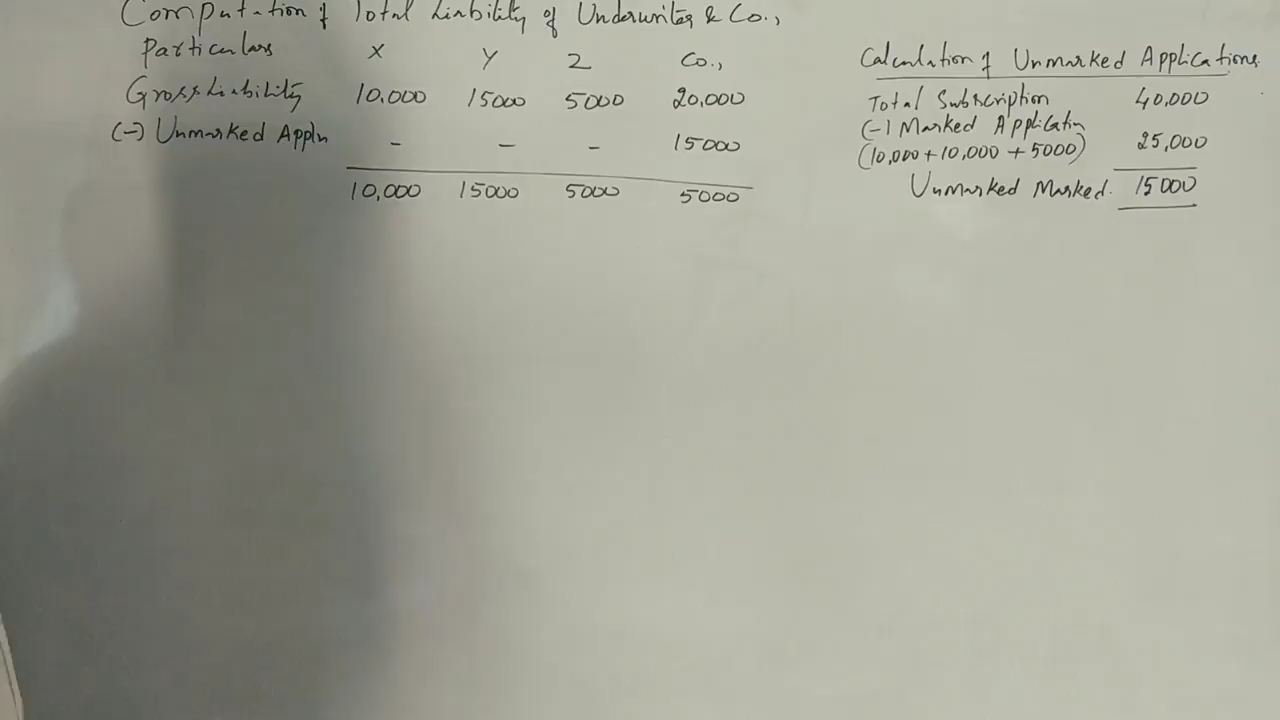 Computation of Total Liability of Underwriter & Co.,
Particulars X Y Z Co.,
Gross Liability 10,000 15000 5000 20,000
(-) Unmarked Appln - - - 15000
10,000 15000 5000 5000
Calculation of Unmarked Applications
Total Subscription 40,000
(-) Marked Application
(10,000 + 10,000 + 5000) 25,000
Unmarked Marked. 15000